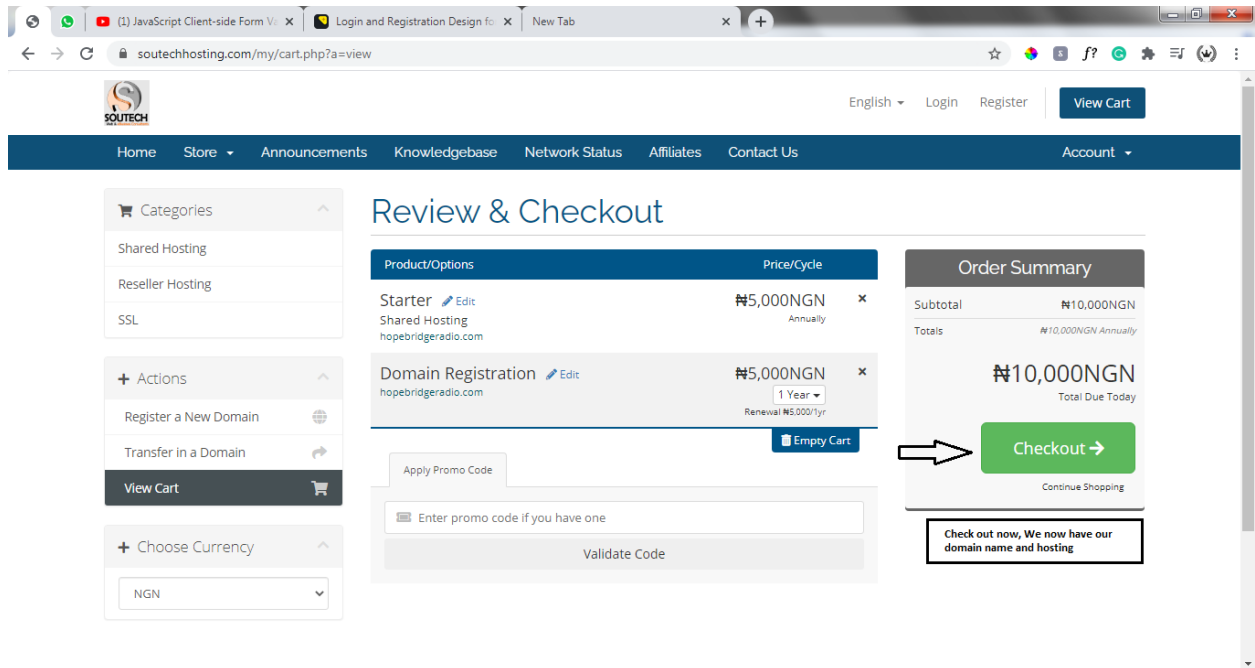 (1) JavaScript Client-side Form Va
Login and Registration Design fo
New Tab
soutechhosting.com/my/cart.php?a=view
f?
SOUTECH
English
Login
Register
View Cart
Home
Store
Announcements
Knowledgebase
Network Status
Affiliates
Contact Us
Account
Categories
Shared Hosting
Reseller Hosting
SSL
Actions
Register a New Domain
Transfer in a Domain
View Cart
Choose Currency
NGN
Review & Checkout
Product/Options
Price/Cycle
Starter Edit
₦5,000NGN
Shared Hosting
Annually
hopebridgeradio.com
Domain Registration Edit
₦5,000NGN
hopebridgeradio.com
1 Year
Renewal ₦5,000/1yr
Empty Cart
Apply Promo Code
Enter promo code if you have one
Validate Code
Order Summary
Subtotal ₦10,000NGN
Totals ₦10,000NGN Annually
₦10,000NGN
Total Due Today
Checkout
Continue Shopping
Check out now, We now have our
domain name and hosting